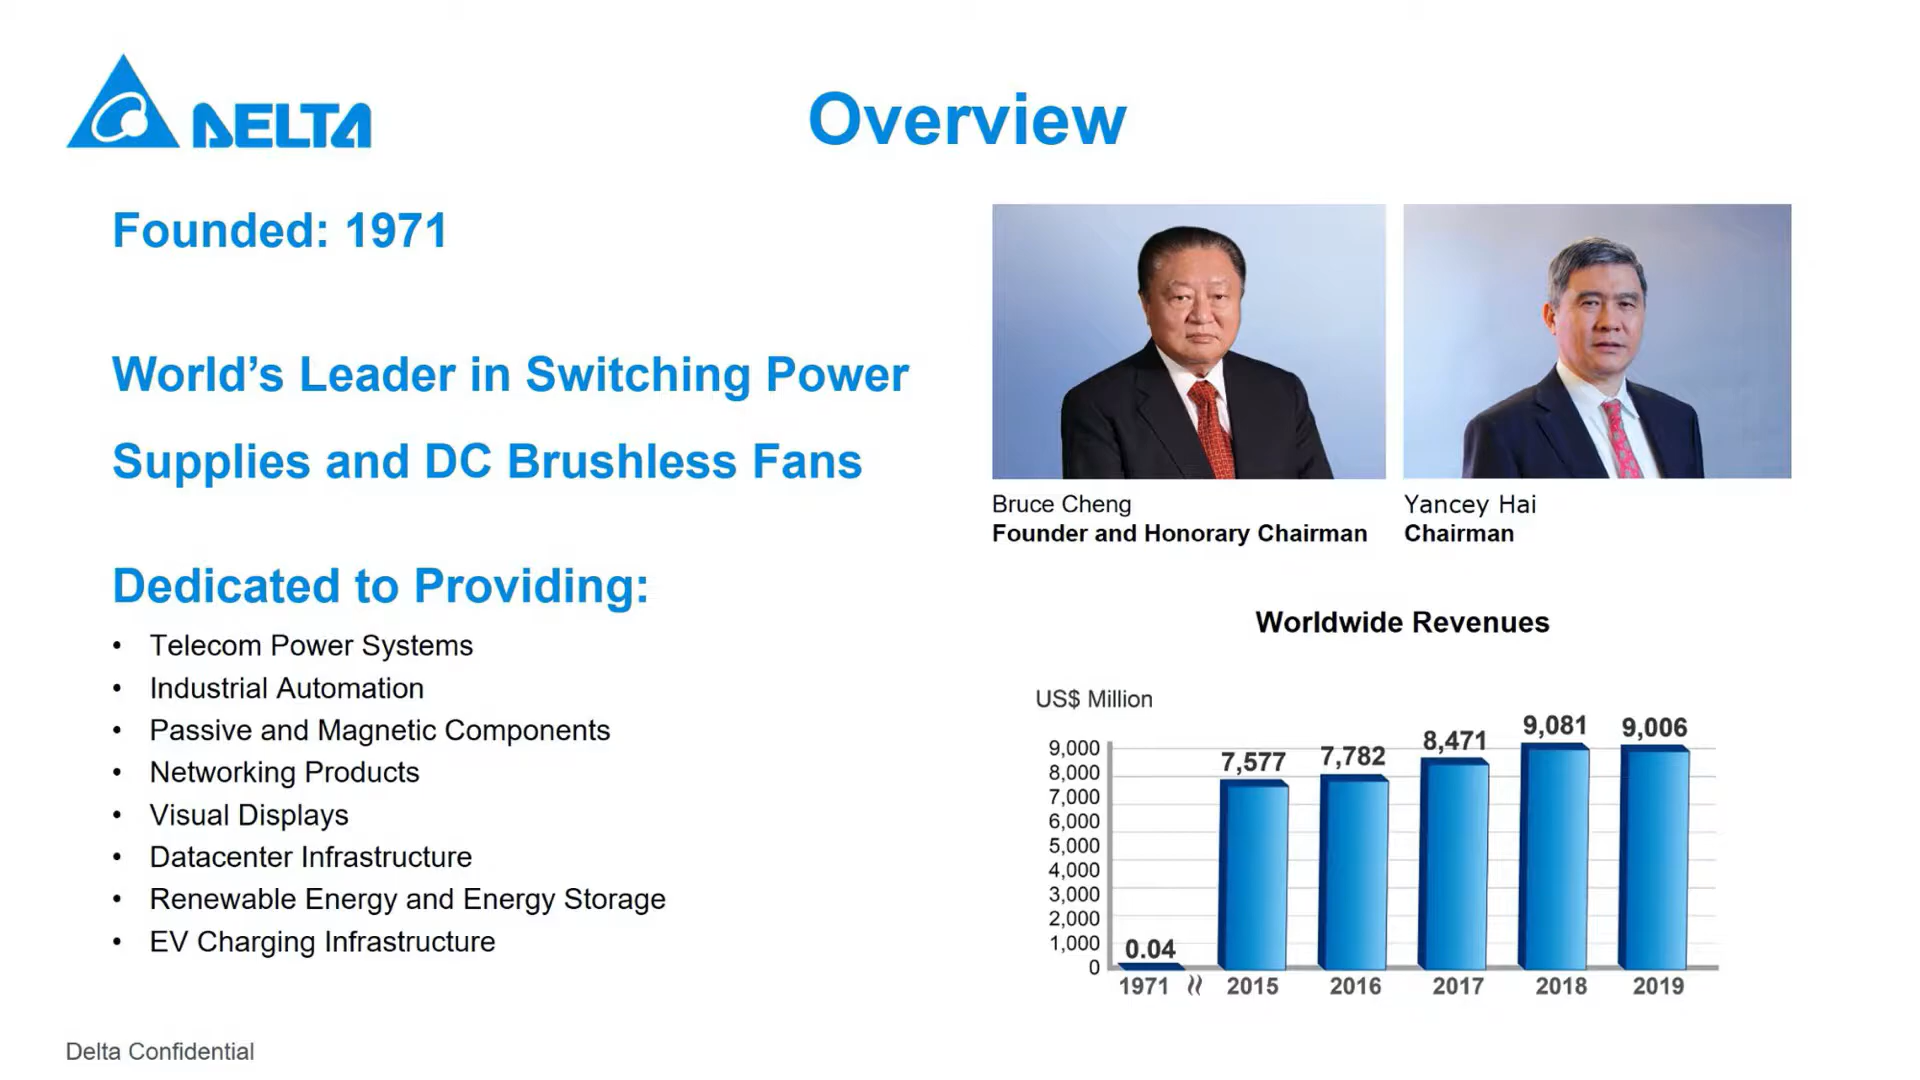 DELTA
Overview
Founded: 1971
World’s Leader in Switching Power
Supplies and DC Brushless Fans
Dedicated to Providing:
• Telecom Power Systems
• Industrial Automation
• Passive and Magnetic Components
• Networking Products
• Visual Displays
• Datacenter Infrastructure
• Renewable Energy and Energy Storage
• EV Charging Infrastructure
Bruce Cheng
Founder and Honorary Chairman
Yancey Hai
Chairman
Worldwide Revenues
US$ Million
9,000
8,000
7,000
6,000
5,000
4,000
3,000
2,000
1,000
0
0.04
7,577
7,782
8,471
9,081
9,006
1971 2015 2016 2017 2018 2019
Delta Confidential